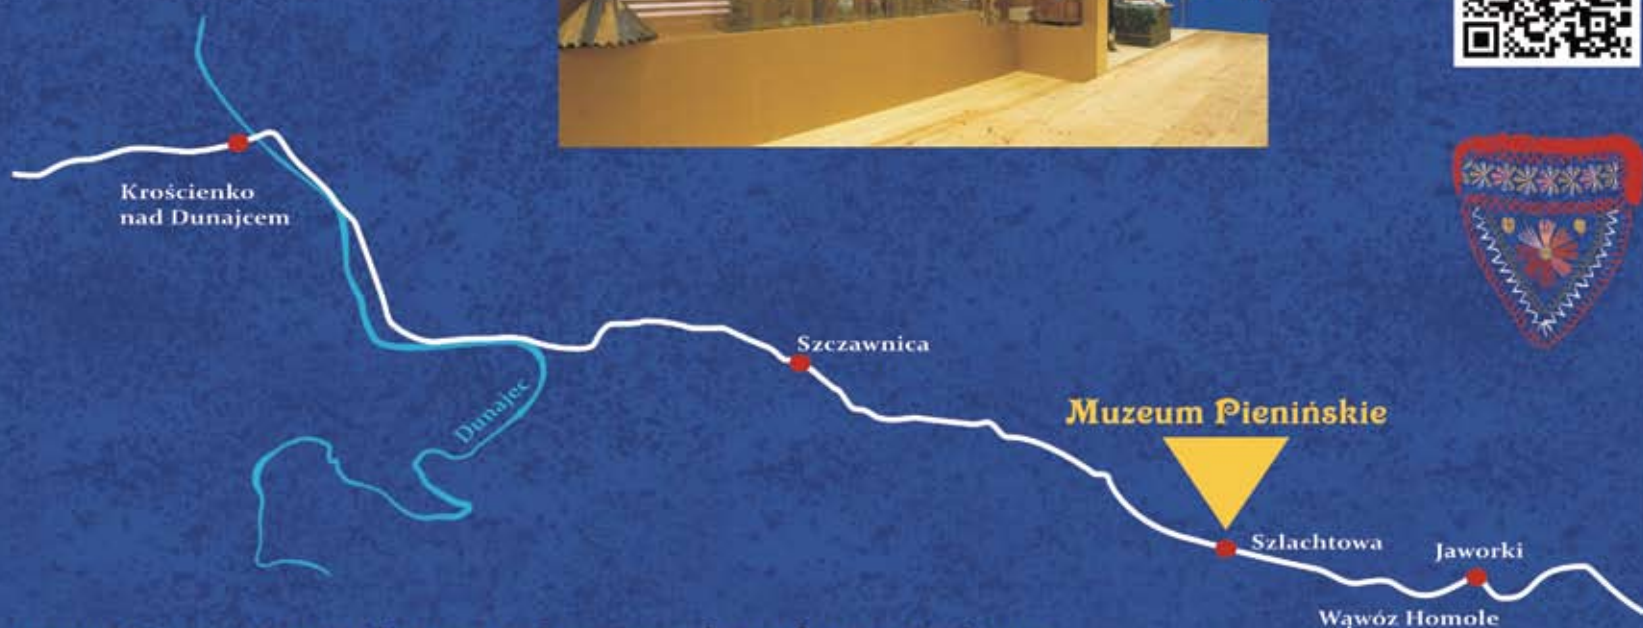 Krościenko
nad Dunajcem
Szczawnica
Dunajec
Muzeum Pienińskie
Szlachtowa
Jaworki
Wąwóz Homole